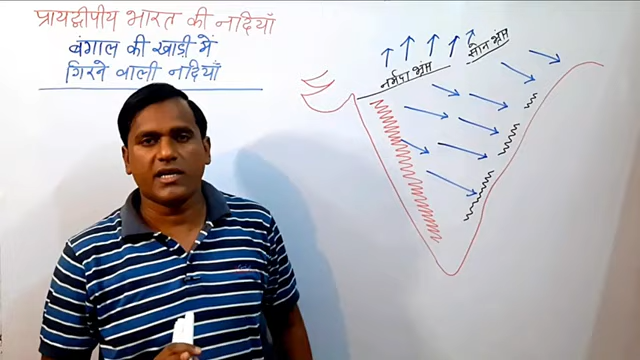 प्रायद्वीपीय भारत की नदियाँ
बंगाल की खाड़ी में
गिरने वाली नदियाँ
नर्मदा भ्रंश
सोन भ्रंश